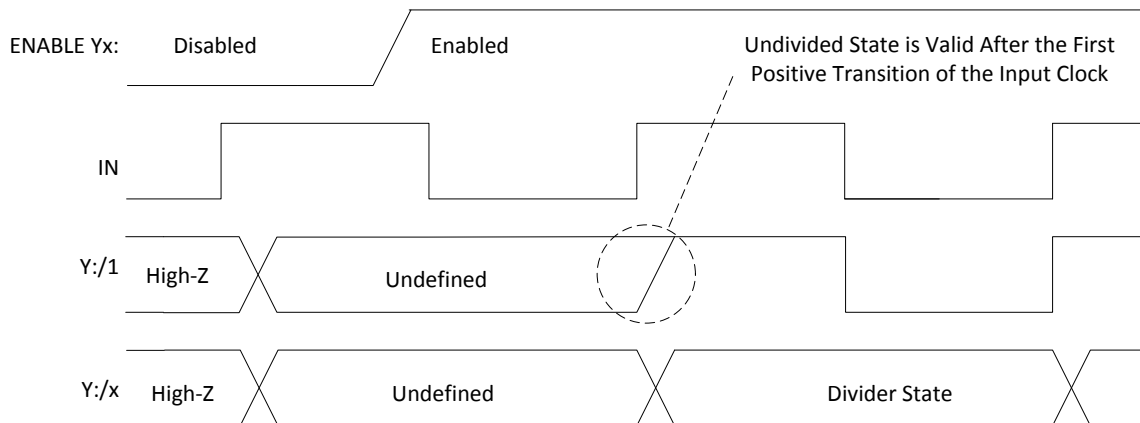 ENABLE Yx:
Disabled
Enabled
Undivided State is Valid After the First
Positive Transition of the Input Clock
IN
Y:/1
High-Z
Undefined
Y:/x
High-Z
Undefined
Divider State